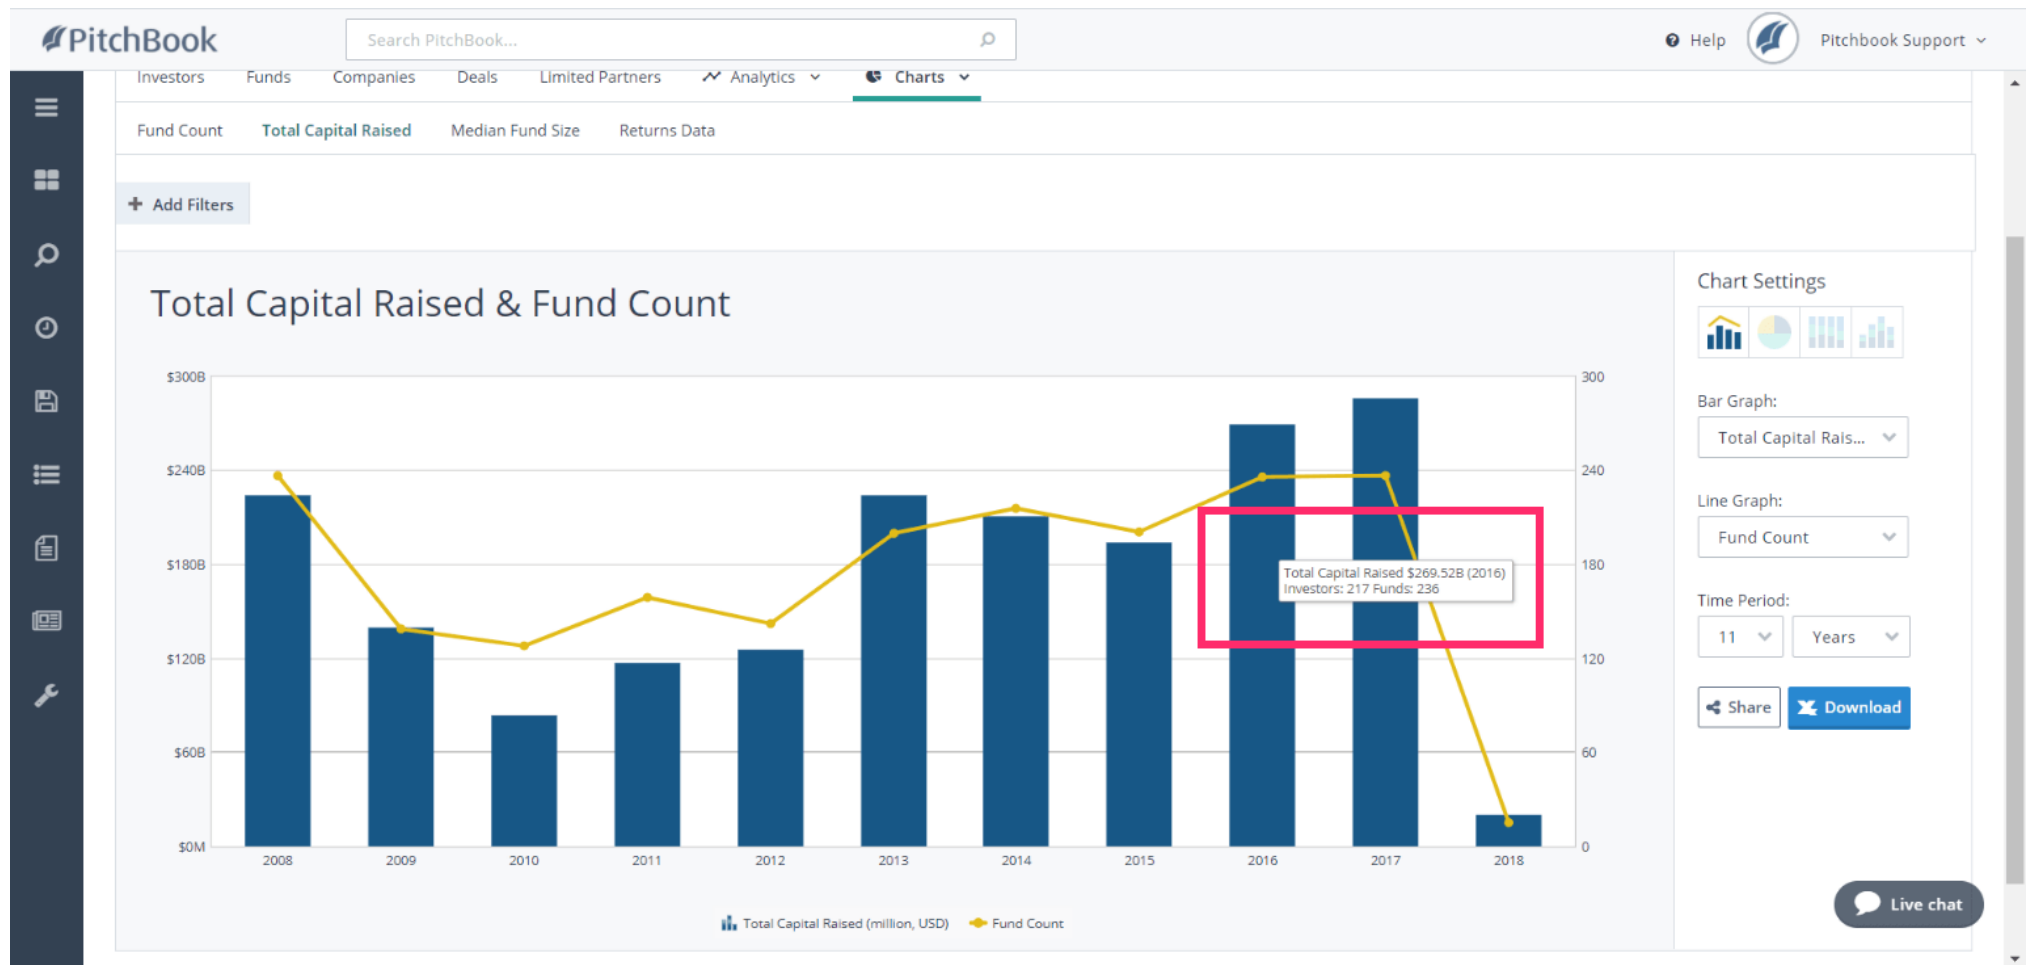 PitchBook
Search PitchBook...
Help
Pitchbook Support
Investors Funds Companies Deals Limited Partners Analytics Charts
Fund Count Total Capital Raised Median Fund Size Returns Data
+ Add Filters
Total Capital Raised & Fund Count
$300B
$240B
$180B
$120B
$60B
$0M
300
240
180
120
60
0
Total Capital Raised $269.52B (2016)
Investors: 217 Funds: 236
2008 2009 2010 2011 2012 2013 2014 2015 2016 2017 2018
Total Capital Raised (million, USD) Fund Count
Chart Settings
Bar Graph:
Total Capital Rais...
Line Graph:
Fund Count
Time Period:
11 Years
Share Download
Live chat